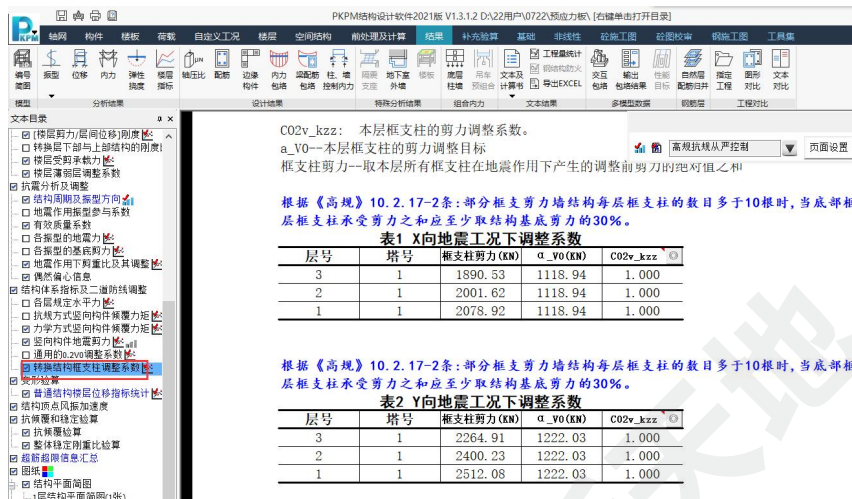 PKPM结构设计软件2021版 V1.3.1.2 D:\22用户\0722\预应力板\ [右键单击打开目录]
轴网 构件 楼板 荷载 自定义工况 楼层 空间结构 前处理及计算 结果 补充验算 基础 非线性 砼施工图 砼图校审 钢施工图 工具集
编号简图 振型 位移 内力 弹性挠度 楼层指标 轴压比 配筋 边缘构件 内力包络 梁配筋包络 柱、墙控制内力 隔震支座 地下室外墙 楼板 底层柱墙 吊车预组合 文本及计算书 工程量统计 钢结构防火 导出EXCEL 交互包络 输出包络结果 性能目标 自然层配筋归并 指定工程 图形对比 文本对比
模型 分析结果 设计结果 特殊分析结果 组合内力 文本结果 多模型数据 钢筋层 工程对比
文本目录
[楼层剪力/层间位移]刚度
转换层下部与上部结构的刚度
楼层受剪承载力
楼层薄弱层调整系数
抗震分析及调整
结构周期及振型方向
地震作用振型参与系数
有效质量系数
各振型的地震力
各振型的基底剪力
地震作用下剪重比及其调整
偶然偏心信息
结构体系指标及二道防线调整
各层规定水平力
抗规方式竖向构件倾覆力矩
力学方式竖向构件倾覆力矩
竖向构件地震剪力
通用的0.2V0调整系数
转换结构框支柱调整系数
变形验算
普通结构楼层位移指标统计
结构顶点风振加速度
抗倾覆和稳定验算
抗倾覆验算
整体稳定刚重比验算
超筋超限信息汇总
图纸
结构平面简图
1层结构平面简图(1张)
高规抗规从严控制 页面设置
C02v_kzz: 本层框支柱的剪力调整系数。
a_V0--本层框支柱的剪力调整目标
框支柱剪力--取本层所有框支柱在地震作用下产生的调整前剪力的绝对值之和
根据《高规》10.2.17-2条:部分框支剪力墙结构每层框支柱的数目多于10根时,当底部框
层框支柱承受剪力之和应至少取结构基底剪力的30%。
表1 X向地震工况下调整系数
层号 塔号 框支柱剪力(KN) α_V0(KN) C02v_kzz
3 1 1890.53 1118.94 1.000
2 1 2001.62 1118.94 1.000
1 1 2078.92 1118.94 1.000
根据《高规》10.2.17-2条:部分框支剪力墙结构每层框支柱的数目多于10根时,当底部框
层框支柱承受剪力之和应至少取结构基底剪力的30%。
表2 Y向地震工况下调整系数
层号 塔号 框支柱剪力(KN) α_V0(KN) C02v_kzz
3 1 2264.91 1222.03 1.000
2 1 2400.23 1222.03 1.000
1 1 2512.08 1222.03 1.000